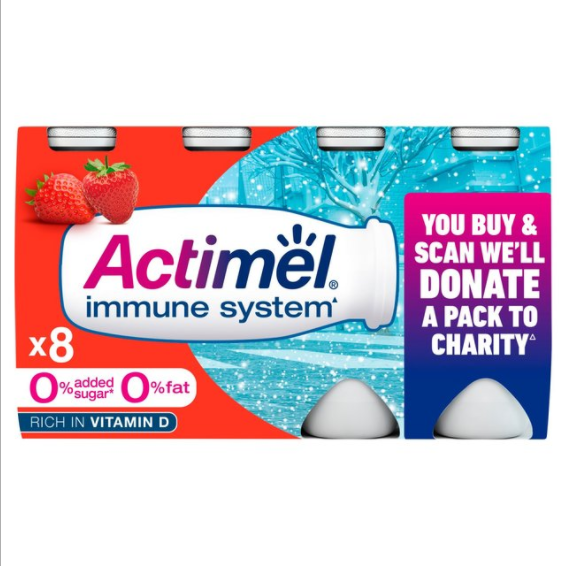 Actimel®
immune system▵
x8
0% added sugar‡ 0% fat
RICH IN VITAMIN D
YOU BUY &
SCAN WE'LL
DONATE
A PACK TO
CHARITY△